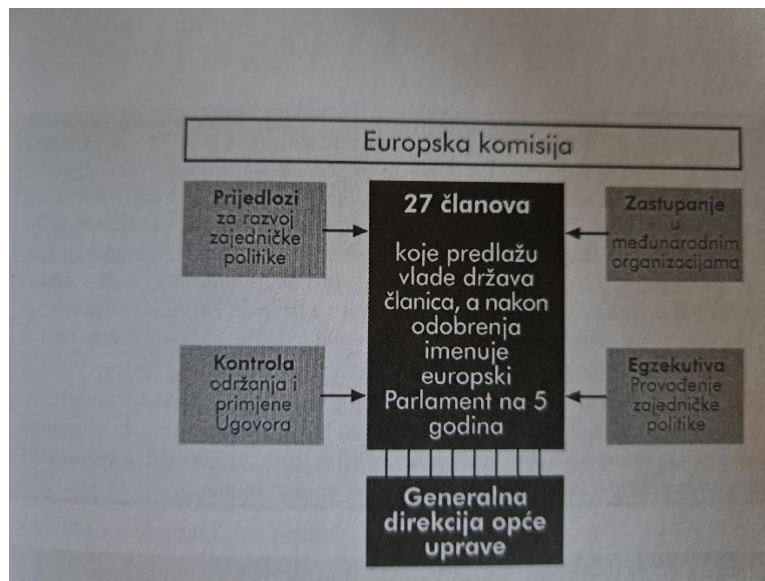 Europska komisija
Prijedlozi
za razvoj
zajedničke
politike
27 članova
koje predlažu
vlade država
članica, a nakon
odobrenja
imenuje
europski
Parlament na 5
godina
Zastupanje
u
međunarodnim
organizacijama
Kontrola
održanja i
primjene
Ugovora
Egzekutiva
Provođenje
zajedničke
politike
Generalna
direkcija opće
uprave